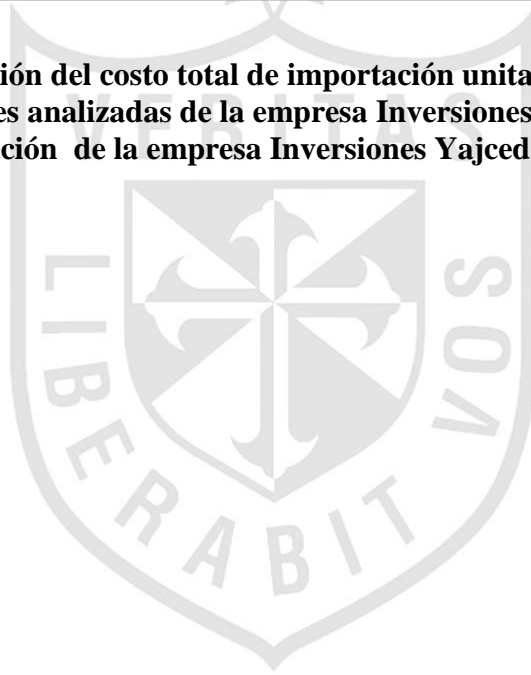 ión del costo total de importación unita
es analizadas de la empresa Inversiones
ción de la empresa Inversiones Yajced
VERITAS
LIBERABIT
VOS